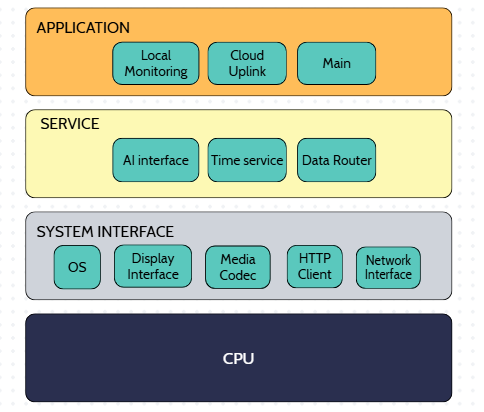 APPLICATION
Local
Monitoring
Cloud
Uplink
Main
SERVICE
AI interface
Time service
Data Router
SYSTEM INTERFACE
OS
Display
Interface
Media
Codec
HTTP
Client
Network
Interface
CPU